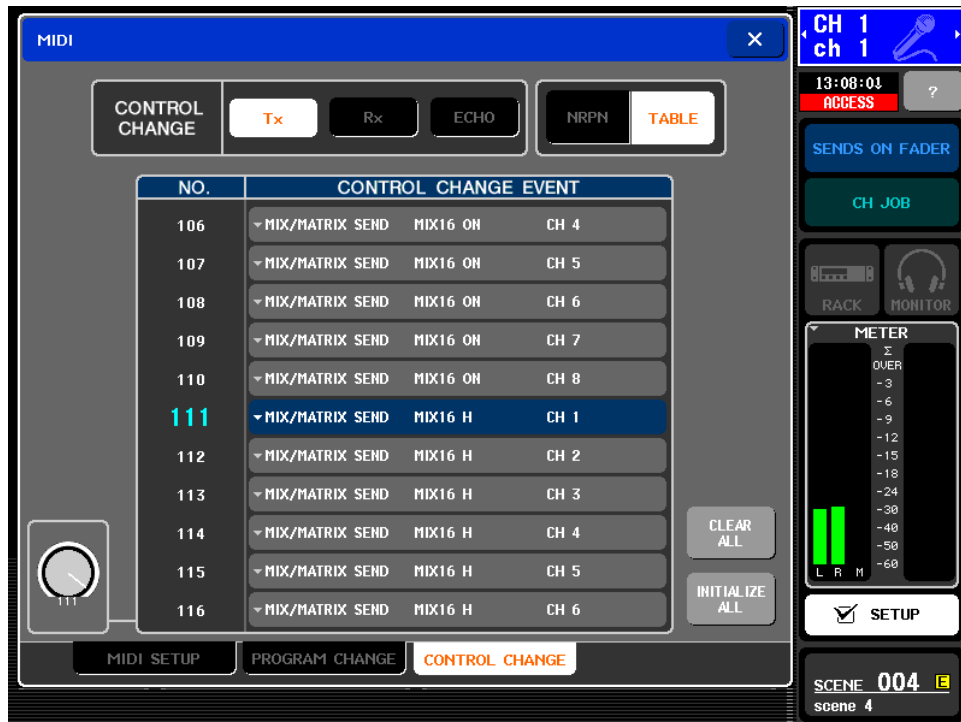 MIDI
×
CONTROL CHANGE
Tx
Rx
ECHO
NRPN
TABLE
NO. CONTROL CHANGE EVENT
106 MIX/MATRIX SEND MIX16 ON CH 4
107 MIX/MATRIX SEND MIX16 ON CH 5
108 MIX/MATRIX SEND MIX16 ON CH 6
109 MIX/MATRIX SEND MIX16 ON CH 7
110 MIX/MATRIX SEND MIX16 ON CH 8
111 MIX/MATRIX SEND MIX16 H CH 1
112 MIX/MATRIX SEND MIX16 H CH 2
113 MIX/MATRIX SEND MIX16 H CH 3
114 MIX/MATRIX SEND MIX16 H CH 4
115 MIX/MATRIX SEND MIX16 H CH 5
116 MIX/MATRIX SEND MIX16 H CH 6
111
CLEAR
ALL
INITIALIZE
ALL
MIDI SETUP
PROGRAM CHANGE
CONTROL CHANGE
CH 1
ch 1
13:08:01
ACCESS
?
SENDS ON FADER
CH JOB
RACK
MONITOR
METER
Σ
OVER
-3
-6
-9
-12
-15
-18
-24
-30
-40
-50
-60
L R M
SETUP
SCENE 004 E
scene 4